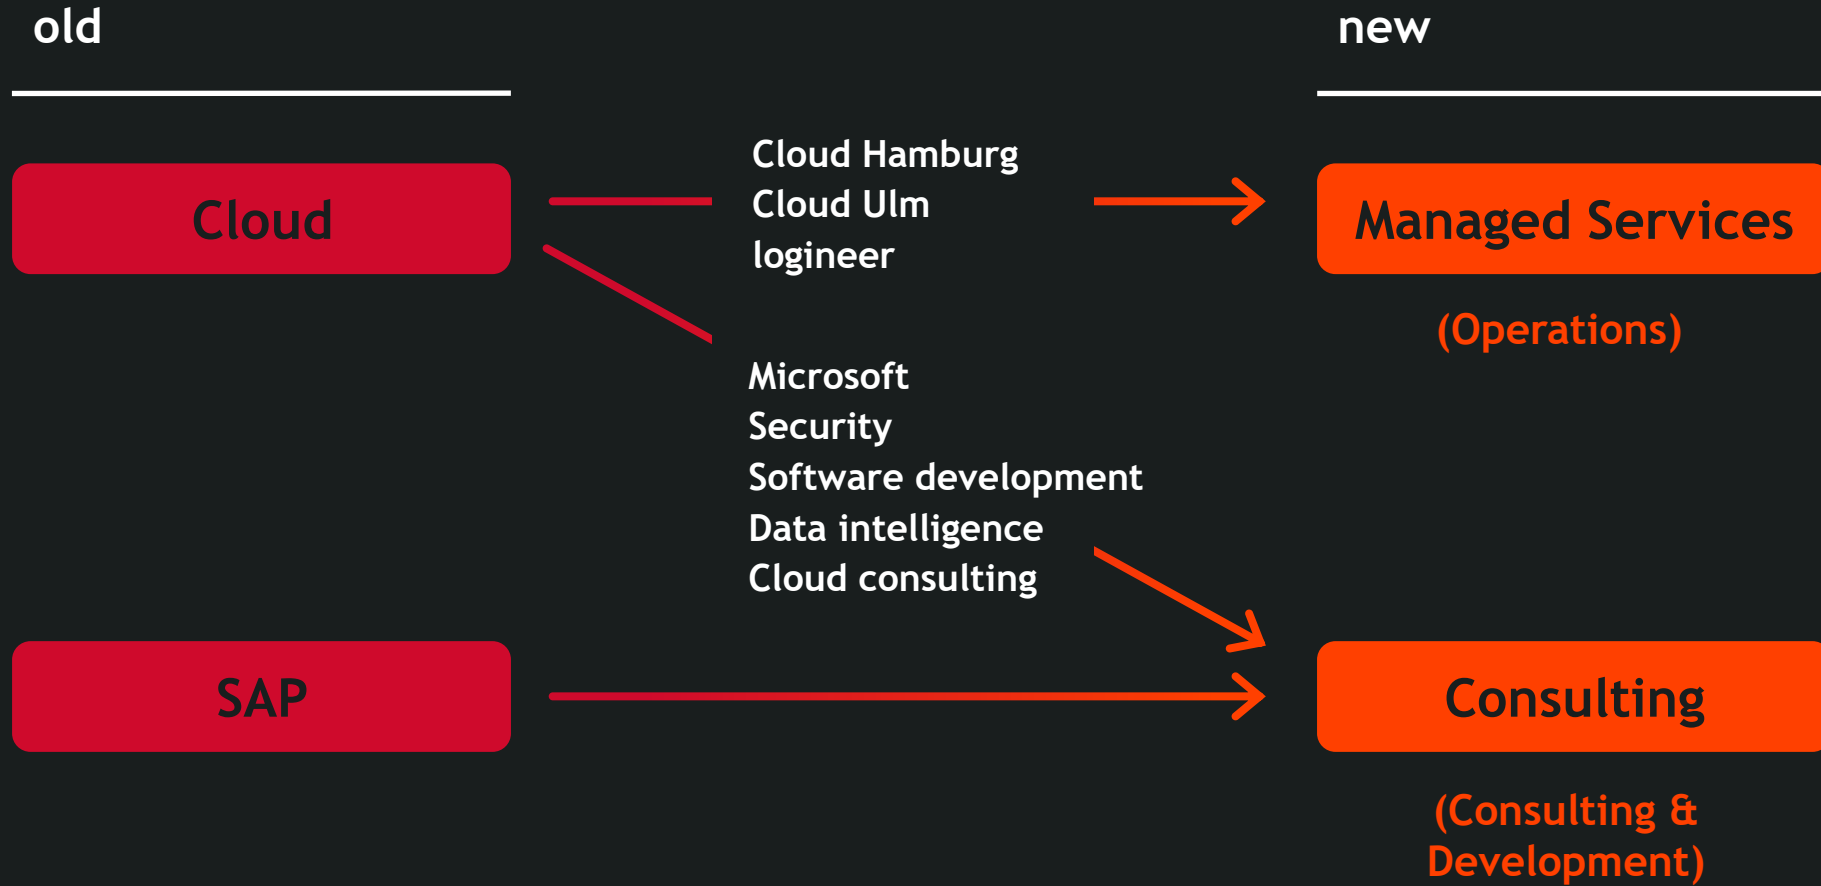 old
new
Cloud
Cloud Hamburg
Cloud Ulm
logineer
Managed Services
(Operations)
Microsoft
Security
Software development
Data intelligence
Cloud consulting
SAP
Consulting
(Consulting &
Development)